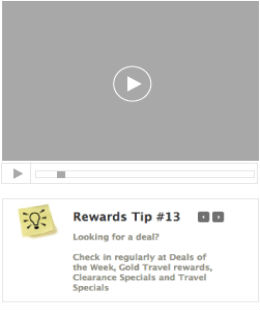 Rewards Tip #13
Looking for a deal?
Check in regularly at Deals of
the Week, Gold Travel rewards,
Clearance Specials and Travel
Specials